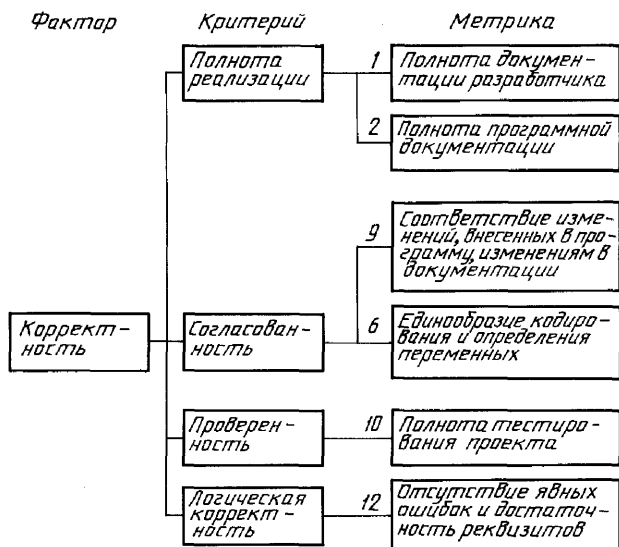 Фактор Критерий Метрика
Полнота
реализации
1
Полнота докумен-
тации разработчика
2
Полнота программной
документации
9
Соответствие изме-
нений, внесенных в про-
грамму, изменениям в
документации
Коррект-
ность
Согласован-
ность
6
Единообразие кодиро-
вания и определения
переменных
Проверен-
ность
10
Полнота тестиро-
вания проекта
Логическая
коррект-
ность
12
Отсутствие явных
ошибок и достаточ-
ность реквизитов